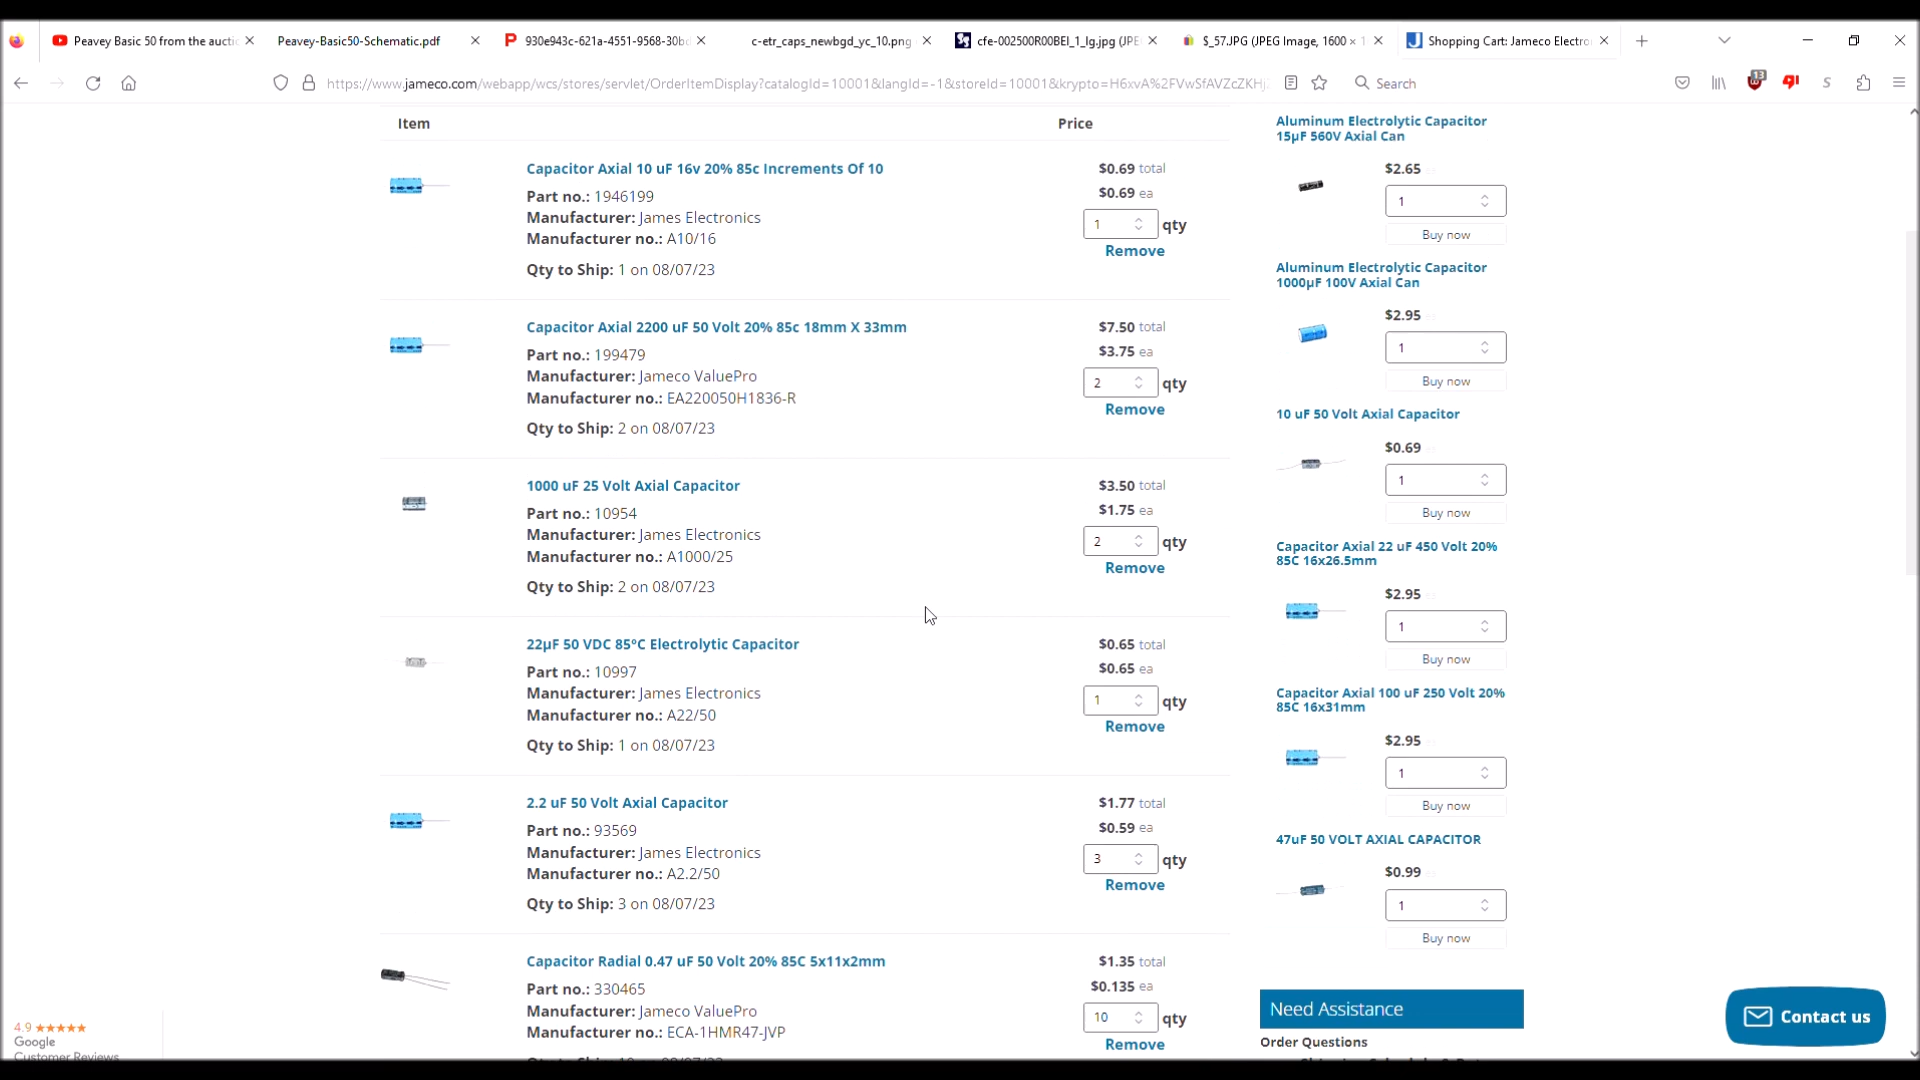 Peavey Basic 50 from the aucti
Peavey-Basic50-Schematic.pdf
930e943c-621a-4551-9568-30b
c-etr_caps_newbgd_yc_10.png
cfe-002500R00BEI_1_lg.jpg (JPE
S_57.JPG (JPEG Image, 1600 × 1
Shopping Cart: Jameco Electro
https://www.jameco.com/webapp/wcs/stores/servlet/OrderItemDisplay?catalogId=10001&langId=-1&storeId=10001&krypto=H6xvA%2FVwSfAVZcZKHj
Search
13
Item
Price
Capacitor Axial 10 uF 16v 20% 85c Increments Of 10
Part no.: 1946199
Manufacturer: James Electronics
Manufacturer no.: A10/16
Qty to Ship: 1 on 08/07/23
$0.69 total
$0.69 ea
1 qty
Remove
Capacitor Axial 2200 uF 50 Volt 20% 85c 18mm X 33mm
Part no.: 199479
Manufacturer: Jameco ValuePro
Manufacturer no.: EA220050H1836-R
Qty to Ship: 2 on 08/07/23
$7.50 total
$3.75 ea
2 qty
Remove
1000 uF 25 Volt Axial Capacitor
Part no.: 10954
Manufacturer: James Electronics
Manufacturer no.: A1000/25
Qty to Ship: 2 on 08/07/23
$3.50 total
$1.75 ea
2 qty
Remove
22µF 50 VDC 85°C Electrolytic Capacitor
Part no.: 10997
Manufacturer: James Electronics
Manufacturer no.: A22/50
Qty to Ship: 1 on 08/07/23
$0.65 total
$0.65 ea
1 qty
Remove
2.2 uF 50 Volt Axial Capacitor
Part no.: 93569
Manufacturer: James Electronics
Manufacturer no.: A2.2/50
Qty to Ship: 3 on 08/07/23
$1.77 total
$0.59 ea
3 qty
Remove
Capacitor Radial 0.47 uF 50 Volt 20% 85C 5x11x2mm
Part no.: 330465
Manufacturer: Jameco ValuePro
Manufacturer no.: ECA-1HMR47-JVP
$1.35 total
$0.135 ea
10 qty
Remove
Aluminum Electrolytic Capacitor
15µF 560V Axial Can
$2.65
1
Buy now
Aluminum Electrolytic Capacitor
1000µF 100V Axial Can
$2.95
1
Buy now
10 uF 50 Volt Axial Capacitor
$0.69
1
Buy now
Capacitor Axial 22 uF 450 Volt 20%
85C 16x26.5mm
$2.95
1
Buy now
Capacitor Axial 100 uF 250 Volt 20%
85C 16x31mm
$2.95
1
Buy now
47uF 50 VOLT AXIAL CAPACITOR
$0.99
1
Buy now
Need Assistance
Order Questions
Contact us
4.9 ★★★★★
Google
Customer Reviews